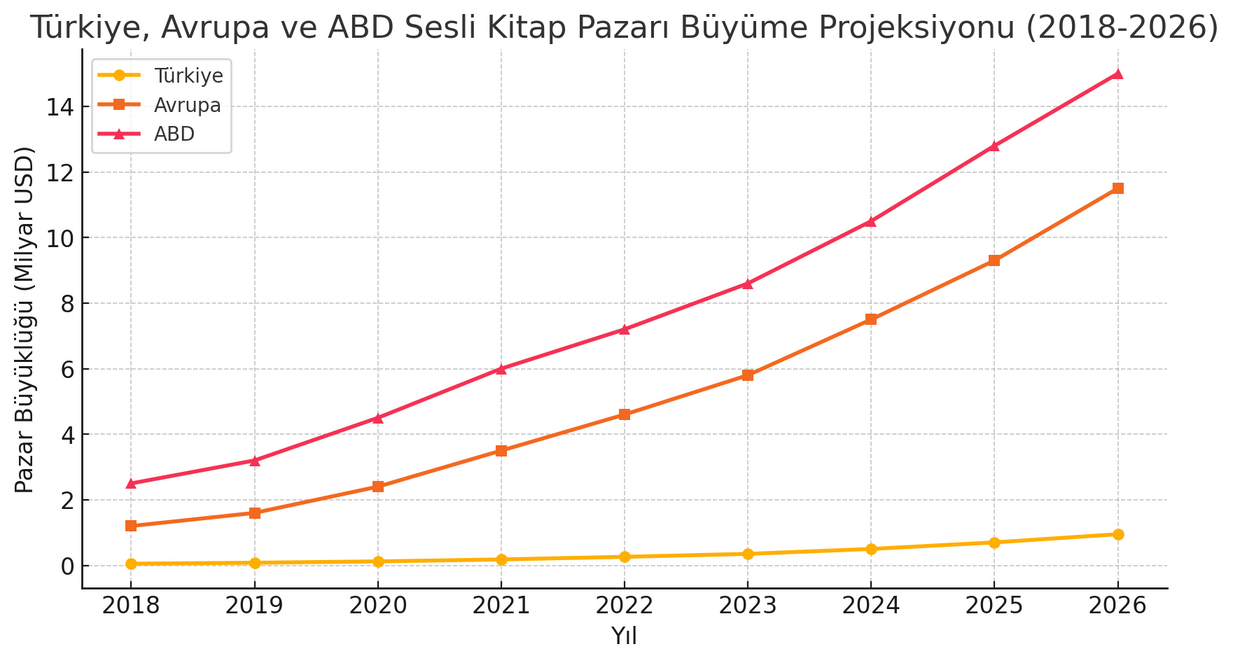 Türkiye, Avrupa ve ABD Sesli Kitap Pazarı Büyüme Projeksiyonu (2018-2026)
Türkiye
Avrupa
ABD
Pazar Büyüklüğü (Milyar USD)
14
12
10
8
6
4
2
0
2018 2019 2020 2021 2022 2023 2024 2025 2026
Yıl